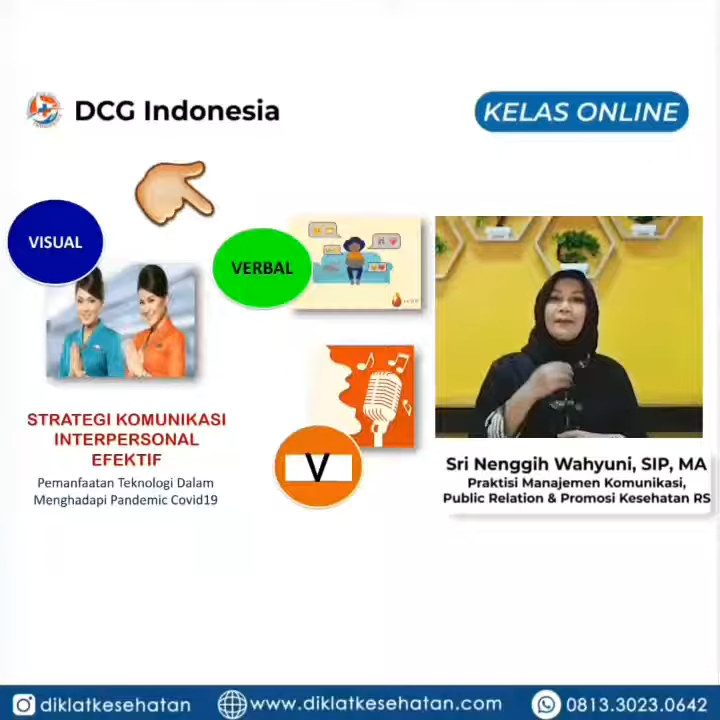 DCG Indonesia
KELAS ONLINE
VISUAL
VERBAL
V
STRATEGI KOMUNIKASI
INTERPERSONAL
EFEKTIF
Pemanfaatan Teknologi Dalam
Menghadapi Pandemic Covid19
Sri Nenggih Wahyuni, SIP, MA
Praktisi Manajemen Komunikasi,
Public Relation & Promosi Kesehatan RS
diklatkesehatan
www.diklatkesehatan.com
0813.3023.0642